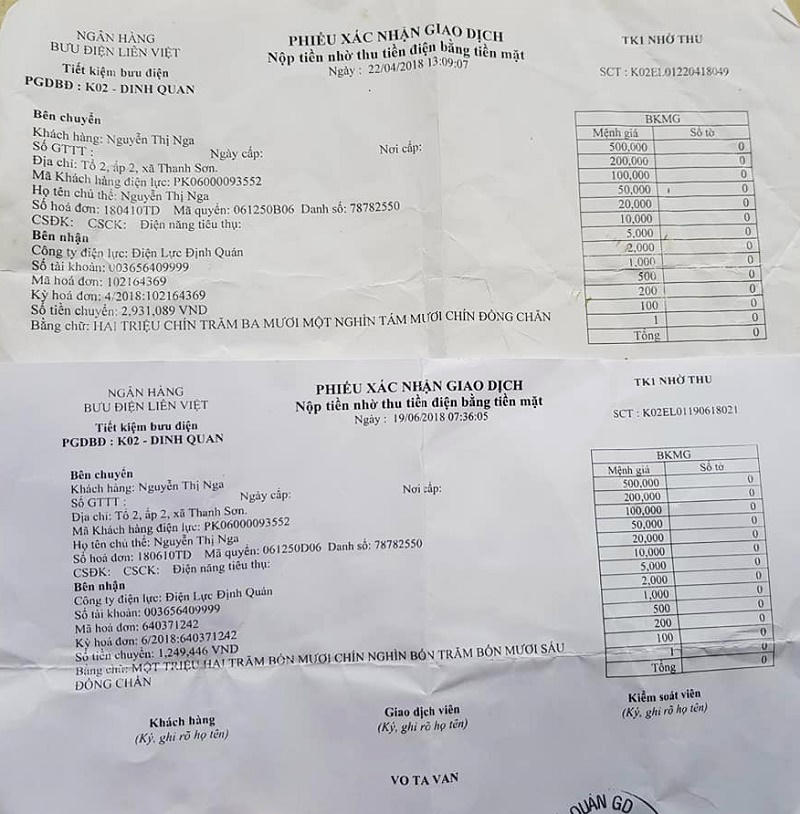 NGÂN HÀNG
BƯU ĐIỆN LIÊN VIỆT
Tiết kiệm bưu điện
PGDBĐ : K02 - DINH QUAN
PHIẾU XÁC NHẬN GIAO DỊCH
Nộp tiền nhờ thu tiền điện bằng tiền mặt
Ngày : 22/04/2018 13:09:07
TK1 NHỜ THU
SCT : K02EL01220418049
Bên chuyển
Khách hàng: Nguyễn Thị Nga
Số GTTT : Ngày cấp: Nơi cấp:
Địa chỉ: Tổ 2, ấp 2, xã Thanh Sơn.
Mã Khách hàng điện lực: PK06000093552
Họ tên chủ thể: Nguyễn Thị Nga
Số hoá đơn: 180410TD Mã quyển: 061250B06 Danh số: 78782550
CSĐK: CSCK: Điện năng tiêu thụ:
Bên nhận
Công ty điện lực: Điện Lực Định Quán
Số tài khoản: 003656409999
Mã hoá đơn: 102164369
Kỳ hoá đơn: 4/2018:102164369
Số tiền chuyển: 2,931,089 VND
Bằng chữ: HAI TRIỆU CHÍN TRĂM BA MƯƠI MỘT NGHÌN TÁM MƯƠI CHÍN ĐỒNG CHẴN
BKMG
Mệnh giá Số tờ
500,000 0
200,000 0
100,000 0
50,000 0
20,000 0
10,000 0
5,000 0
2,000 0
1,000 0
500 0
200 0
100 0
1 0
Tổng 0
NGÂN HÀNG
BƯU ĐIỆN LIÊN VIỆT
Tiết kiệm bưu điện
PGDBĐ : K02 - DINH QUAN
PHIẾU XÁC NHẬN GIAO DỊCH
Nộp tiền nhờ thu tiền điện bằng tiền mặt
Ngày : 19/06/2018 07:36:05
TK1 NHỜ THU
SCT : K02EL01190618021
Bên chuyển
Khách hàng: Nguyễn Thị Nga
Số GTTT : Ngày cấp: Nơi cấp:
Địa chỉ: Tổ 2, ấp 2, xã Thanh Sơn.
Mã Khách hàng điện lực: PK06000093552
Họ tên chủ thể: Nguyễn Thị Nga
Số hoá đơn: 180610TD Mã quyển: 061250D06 Danh số: 78782550
CSĐK: CSCK: Điện năng tiêu thụ:
Bên nhận
Công ty điện lực: Điện Lực Định Quán
Số tài khoản: 003656409999
Mã hoá đơn: 640371242
Kỳ hoá đơn: 6/2018:640371242
Số tiền chuyển: 1,249,446 VND
Bằng chữ: MỘT TRIỆU HAI TRĂM BỐN MƯƠI CHÍN NGHÌN BỐN TRĂM BỐN MƯƠI SÁU
ĐỒNG CHẴN
BKMG
Mệnh giá Số tờ
500,000 0
200,000 0
100,000 0
50,000 0
20,000 0
10,000 0
5,000 0
2,000 0
1,000 0
500 0
200 0
100 0
1 0
Tổng 0
Khách hàng
(Ký, ghi rõ họ tên)
Giao dịch viên
(Ký, ghi rõ họ tên)
Kiểm soát viên
(Ký, ghi rõ họ tên)
VO TA VAN
QUÁN GD